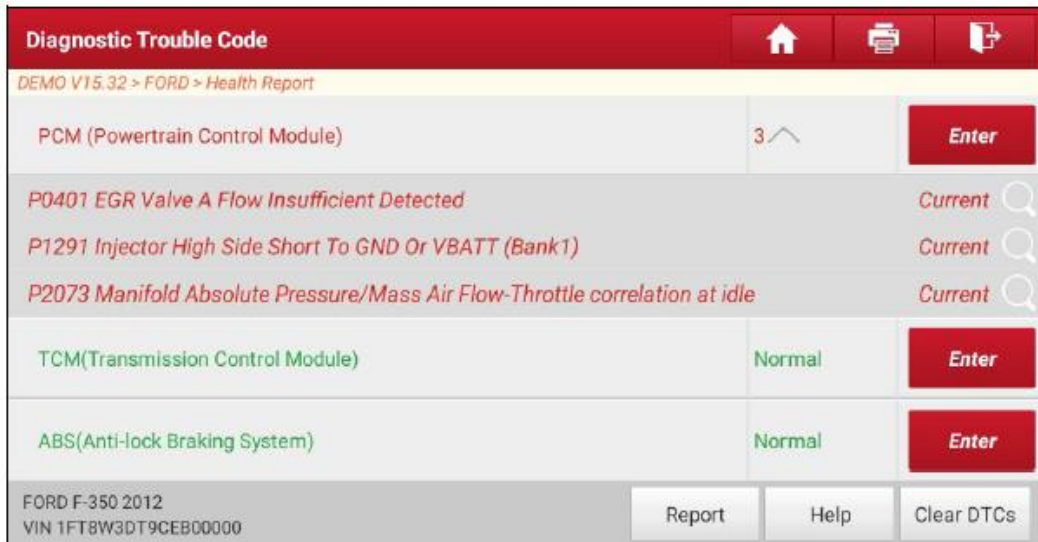 Diagnostic Trouble Code
DEMO V15.32 > FORD > Health Report
PCM (Powertrain Control Module) 3 Enter
P0401 EGR Valve A Flow Insufficient Detected Current
P1291 Injector High Side Short To GND Or VBATT (Bank1) Current
P2073 Manifold Absolute Pressure/Mass Air Flow-Throttle correlation at idle Current
TCM(Transmission Control Module) Normal Enter
ABS(Anti-lock Braking System) Normal Enter
FORD F-350 2012
VIN 1FT8W3DT9CEB00000
Report Help Clear DTCs